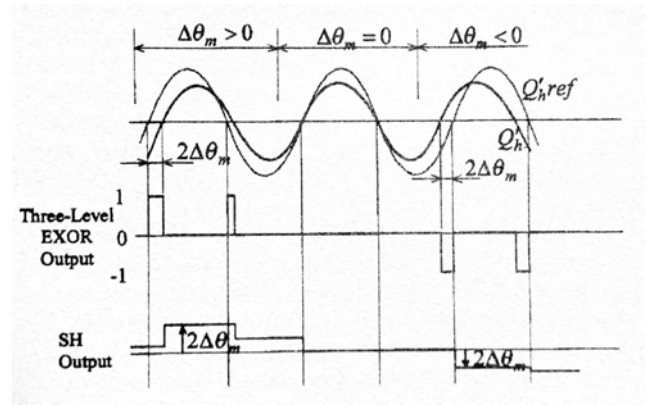 Δθₘ > 0
Δθₘ = 0
Δθₘ < 0
Q'ₕref
Q'ₕ
2Δθₘ
2Δθₘ
1
Three-Level
EXOR
Output
0
-1
SH
Output
2Δθₘ
2Δθₘ